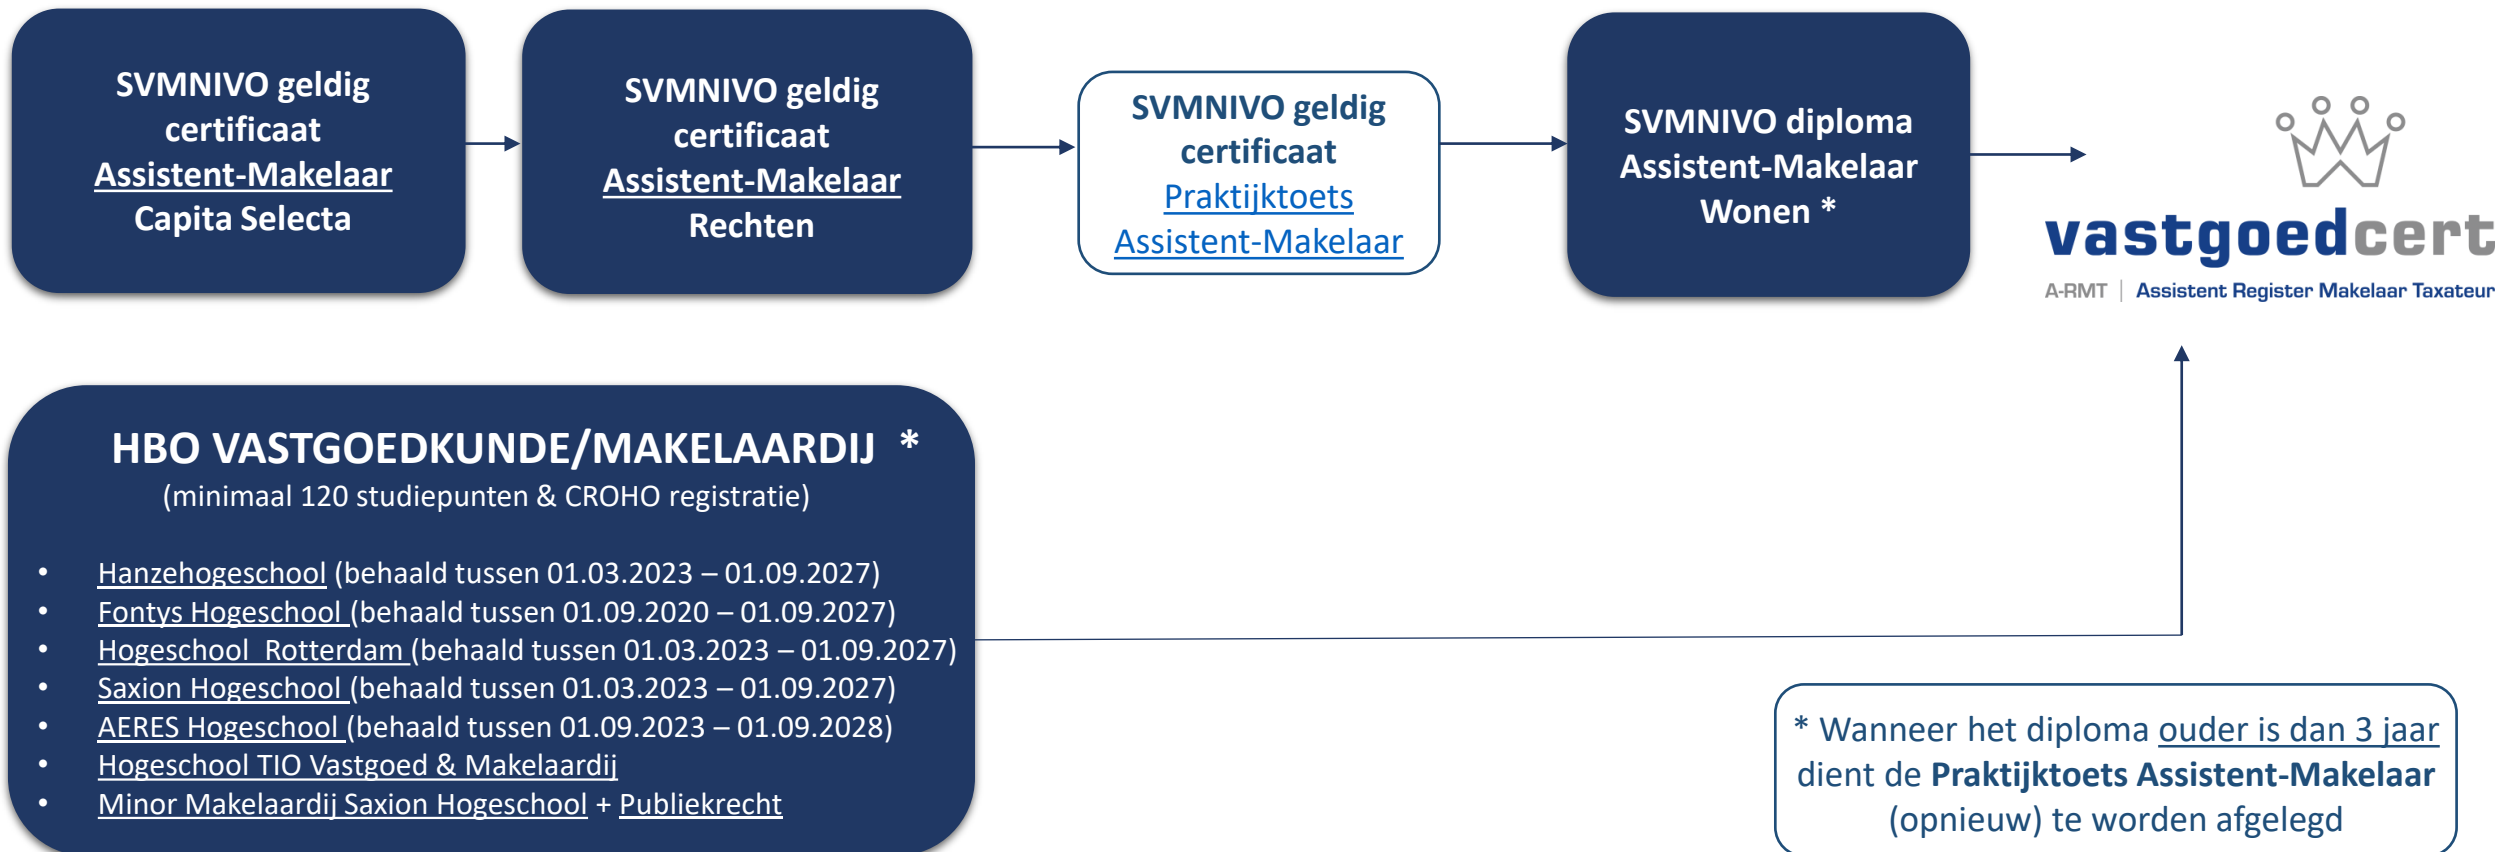 SVMNIVO geldig
certificaat
Assistent-Makelaar
Capita Selecta
SVMNIVO geldig
certificaat
Assistent-Makelaar
Rechten
SVMNIVO geldig
certificaat
Praktijktoets
Assistent-Makelaar
SVMNIVO diploma
Assistent-Makelaar
Wonen *
vastgoedcert
A-RMT | Assistent Register Makelaar Taxateur
HBO VASTGOEDKUNDE/MAKELAARDIJ *
(minimaal 120 studiepunten & CROHO registratie)
• Hanzehogeschool (behaald tussen 01.03.2023 – 01.09.2027)
• Fontys Hogeschool (behaald tussen 01.09.2020 – 01.09.2027)
• Hogeschool Rotterdam (behaald tussen 01.03.2023 – 01.09.2027)
• Saxion Hogeschool (behaald tussen 01.03.2023 – 01.09.2027)
• AERES Hogeschool (behaald tussen 01.09.2023 – 01.09.2028)
• Hogeschool TIO Vastgoed & Makelaardij
• Minor Makelaardij Saxion Hogeschool + Publiekrecht
* Wanneer het diploma ouder is dan 3 jaar
dient de Praktijktoets Assistent-Makelaar
(opnieuw) te worden afgelegd